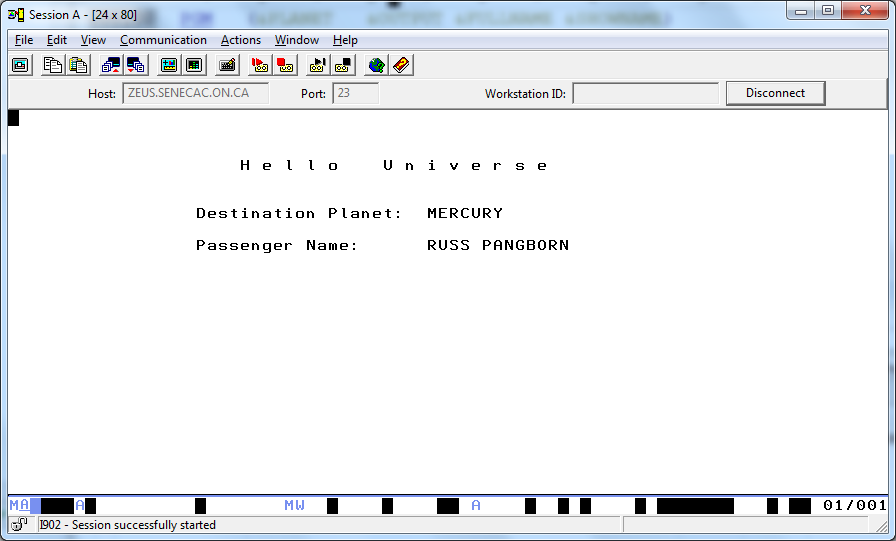 Session A - [24 x 80]
File Edit View Communication Actions Window Help
Host: ZEUS.SENECAC.ON.CA Port: 23 Workstation ID: Disconnect
H e l l o U n i v e r s e
Destination Planet: MERCURY
Passenger Name: RUSS PANGBORN
MA A MW A 01/001
I902 - Session successfully started